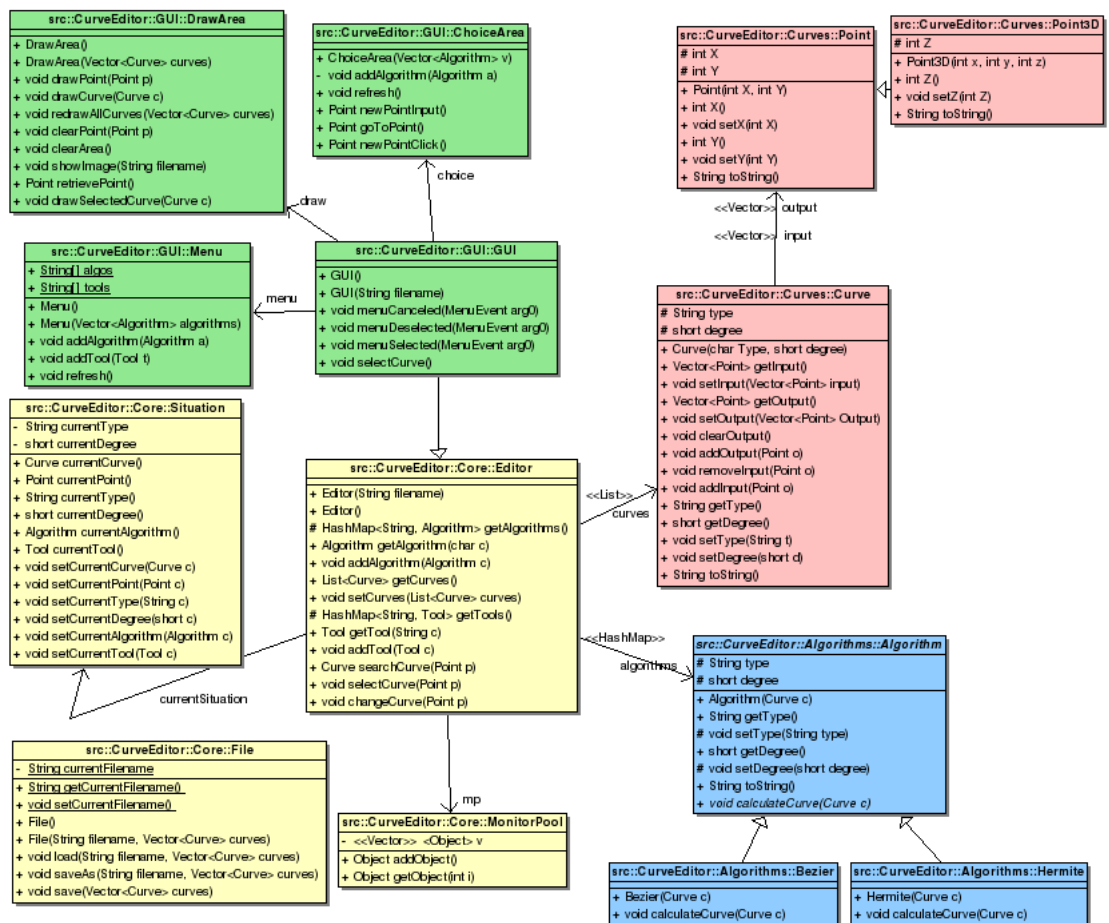 src::CurveEditor::GUI::DrawArea
+ DrawArea()
+ DrawArea(Vector<Curve> curves)
+ void drawPoint(Point p)
+ void drawCurve(Curve c)
+ void redrawAllCurves(Vector<Curve> curves)
+ void clearPoint(Point p)
+ void clearArea()
+ void showImage(String filename)
+ Point retrievePoint()
+ void drawSelectedCurve(Curve c)
src::CurveEditor::GUI::ChoiceArea
+ ChoiceArea(Vector<Algorithm> v)
- void addAlgorithm(Algorithm a)
+ void refresh()
+ Point newPointInput()
+ Point goToPoint()
+ Point newPointClick()
src::CurveEditor::Curves::Point
# int X
# int Y
+ Point(int X, int Y)
+ int X()
+ void setX(int X)
+ int Y()
+ void setY(int Y)
+ String toString()
src::CurveEditor::Curves::Point3D
# int Z
+ Point3D(int x, int y, int z)
+ int Z()
+ void setZ(int Z)
+ String toString()
choice
draw
<<Vector>> output
<<Vector>> input
src::CurveEditor::GUI::Menu
+ String[] algos
+ String[] tools
+ Menu()
+ Menu(Vector<Algorithm> algorithms)
+ void addAlgorithm(Algorithm a)
+ void addTool(Tool t)
+ void refresh()
menu
src::CurveEditor::GUI::GUI
+ GUI()
+ GUI(String filename)
+ void menuCanceled(MenuEvent arg0)
+ void menuDeselected(MenuEvent arg0)
+ void menuSelected(MenuEvent arg0)
+ void selectCurve()
src::CurveEditor::Curves::Curve
# String type
# short degree
+ Curve(char Type, short degree)
+ Vector<Point> getInput()
+ void setInput(Vector<Point> input)
+ Vector<Point> getOutput()
+ void setOutput(Vector<Point> Output)
+ void clearOutput()
+ void addOutput(Point o)
+ void removeInput(Point o)
+ void addInput(Point o)
+ String getType()
+ short getDegree()
+ void setType(String t)
+ void setDegree(short d)
+ String toString()
src::CurveEditor::Core::Situation
- String currentType
- short currentDegree
+ Curve currentCurve()
+ Point currentPoint()
+ String currentType()
+ short currentDegree()
+ Algorithm currentAlgorithm()
+ Tool currentTool()
+ void setCurrentCurve(Curve c)
+ void setCurrentPoint(Point c)
+ void setCurrentType(String c)
+ void setCurrentDegree(short c)
+ void setCurrentAlgorithm(Algorithm c)
+ void setCurrentTool(Tool c)
currentSituation
src::CurveEditor::Core::Editor
+ Editor(String filename)
+ Editor()
# HashMap<String, Algorithm> getAlgorithms()
+ Algorithm getAlgorithm(char c)
+ void addAlgorithm(Algorithm c)
+ List<Curve> getCurves()
+ void setCurves(List<Curve> curves)
# HashMap<String, Tool> getTools()
+ Tool getTool(String c)
+ void addTool(Tool c)
+ Curve searchCurve(Point p)
+ void selectCurve(Point p)
+ void changeCurve(Point p)
<<List>>
curves
<<HashMap>>
algorithms
src::CurveEditor::Algorithms::Algorithm
# String type
# short degree
+ Algorithm(Curve c)
+ String getType()
# void setType(String type)
+ short getDegree()
# void setDegree(short degree)
+ String toString()
+ void calculateCurve(Curve c)
src::CurveEditor::Core::File
- String currentFilename
+ String getCurrentFilename()
+ void setCurrentFilename()
+ File()
+ File(String filename, Vector<Curve> curves)
+ void load(String filename, Vector<Curve> curves)
+ void saveAs(String filename, Vector<Curve> curves)
+ void save(Vector<Curve> curves)
mp
src::CurveEditor::Core::MonitorPool
- <<Vector>> <Object> v
+ Object addObject()
+ Object getObject(int i)
src::CurveEditor::Algorithms::Bezier
+ Bezier(Curve c)
+ void calculateCurve(Curve c)
src::CurveEditor::Algorithms::Hermite
+ Hermite(Curve c)
+ void calculateCurve(Curve c)